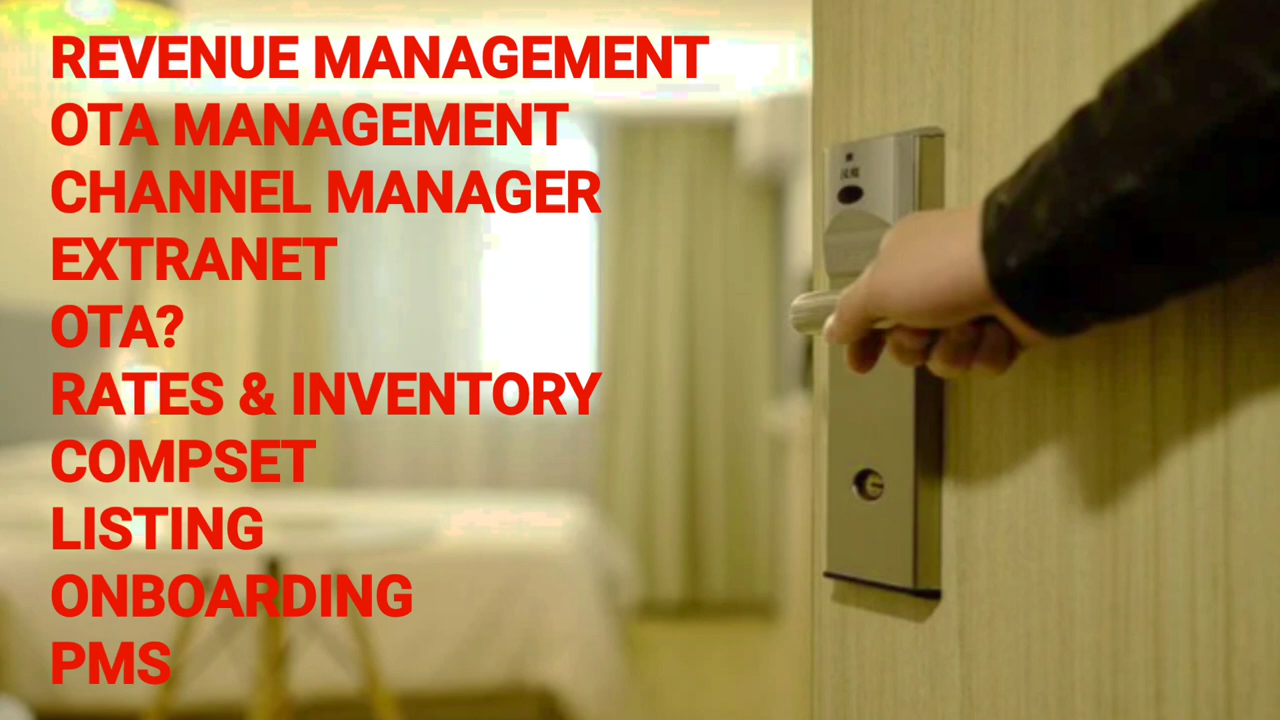 REVENUE MANAGEMENT
OTA MANAGEMENT
CHANNEL MANAGER
EXTRANET
OTA?
RATES & INVENTORY
COMPSET
LISTING
ONBOARDING
PMS